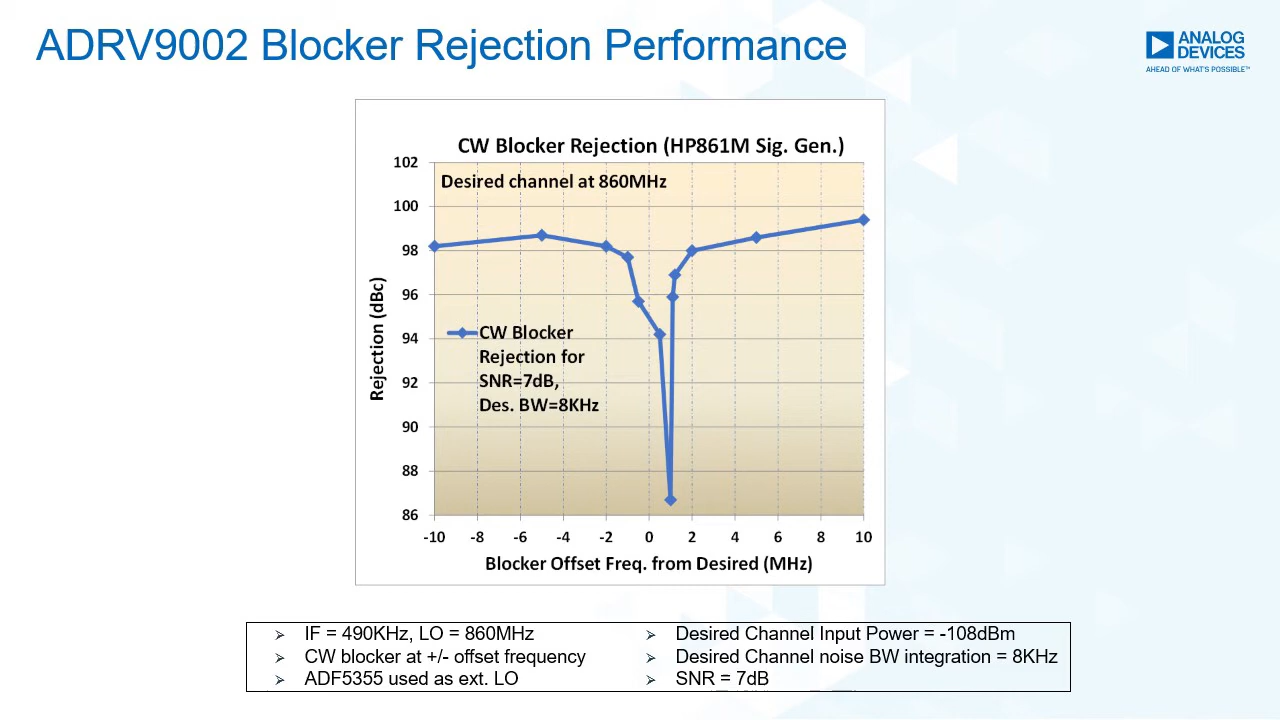 ADRV9002 Blocker Rejection Performance
ANALOG
DEVICES
AHEAD OF WHAT'S POSSIBLE™
CW Blocker Rejection (HP861M Sig. Gen.)
Desired channel at 860MHz
102
100
98
96
94
92
90
88
86
Rejection (dBc)
CW Blocker
Rejection for
SNR=7dB,
Des. BW=8KHz
-10 -8 -6 -4 -2 0 2 4 6 8 10
Blocker Offset Freq. from Desired (MHz)
➢ IF = 490KHz, LO = 860MHz
➢ CW blocker at +/- offset frequency
➢ ADF5355 used as ext. LO
➢ Desired Channel Input Power = -108dBm
➢ Desired Channel noise BW integration = 8KHz
➢ SNR = 7dB